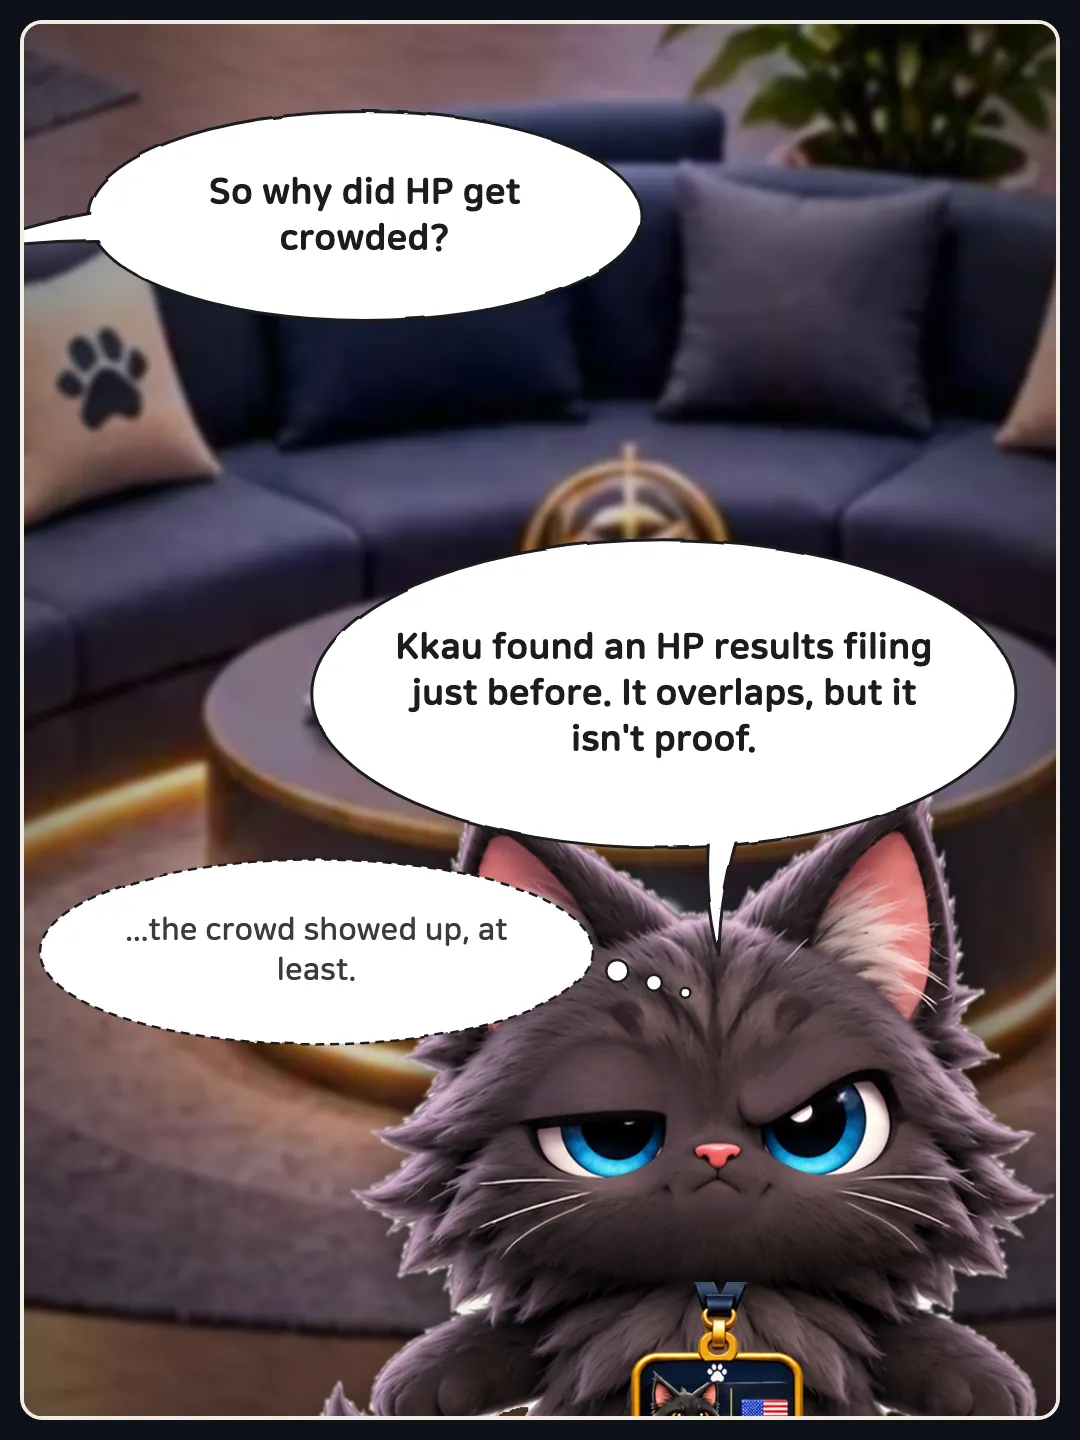 So why did HP get
crowded?
Kkau found an HP results filing
just before. It overlaps, but it
isn't proof.
...the crowd showed up, at
least.